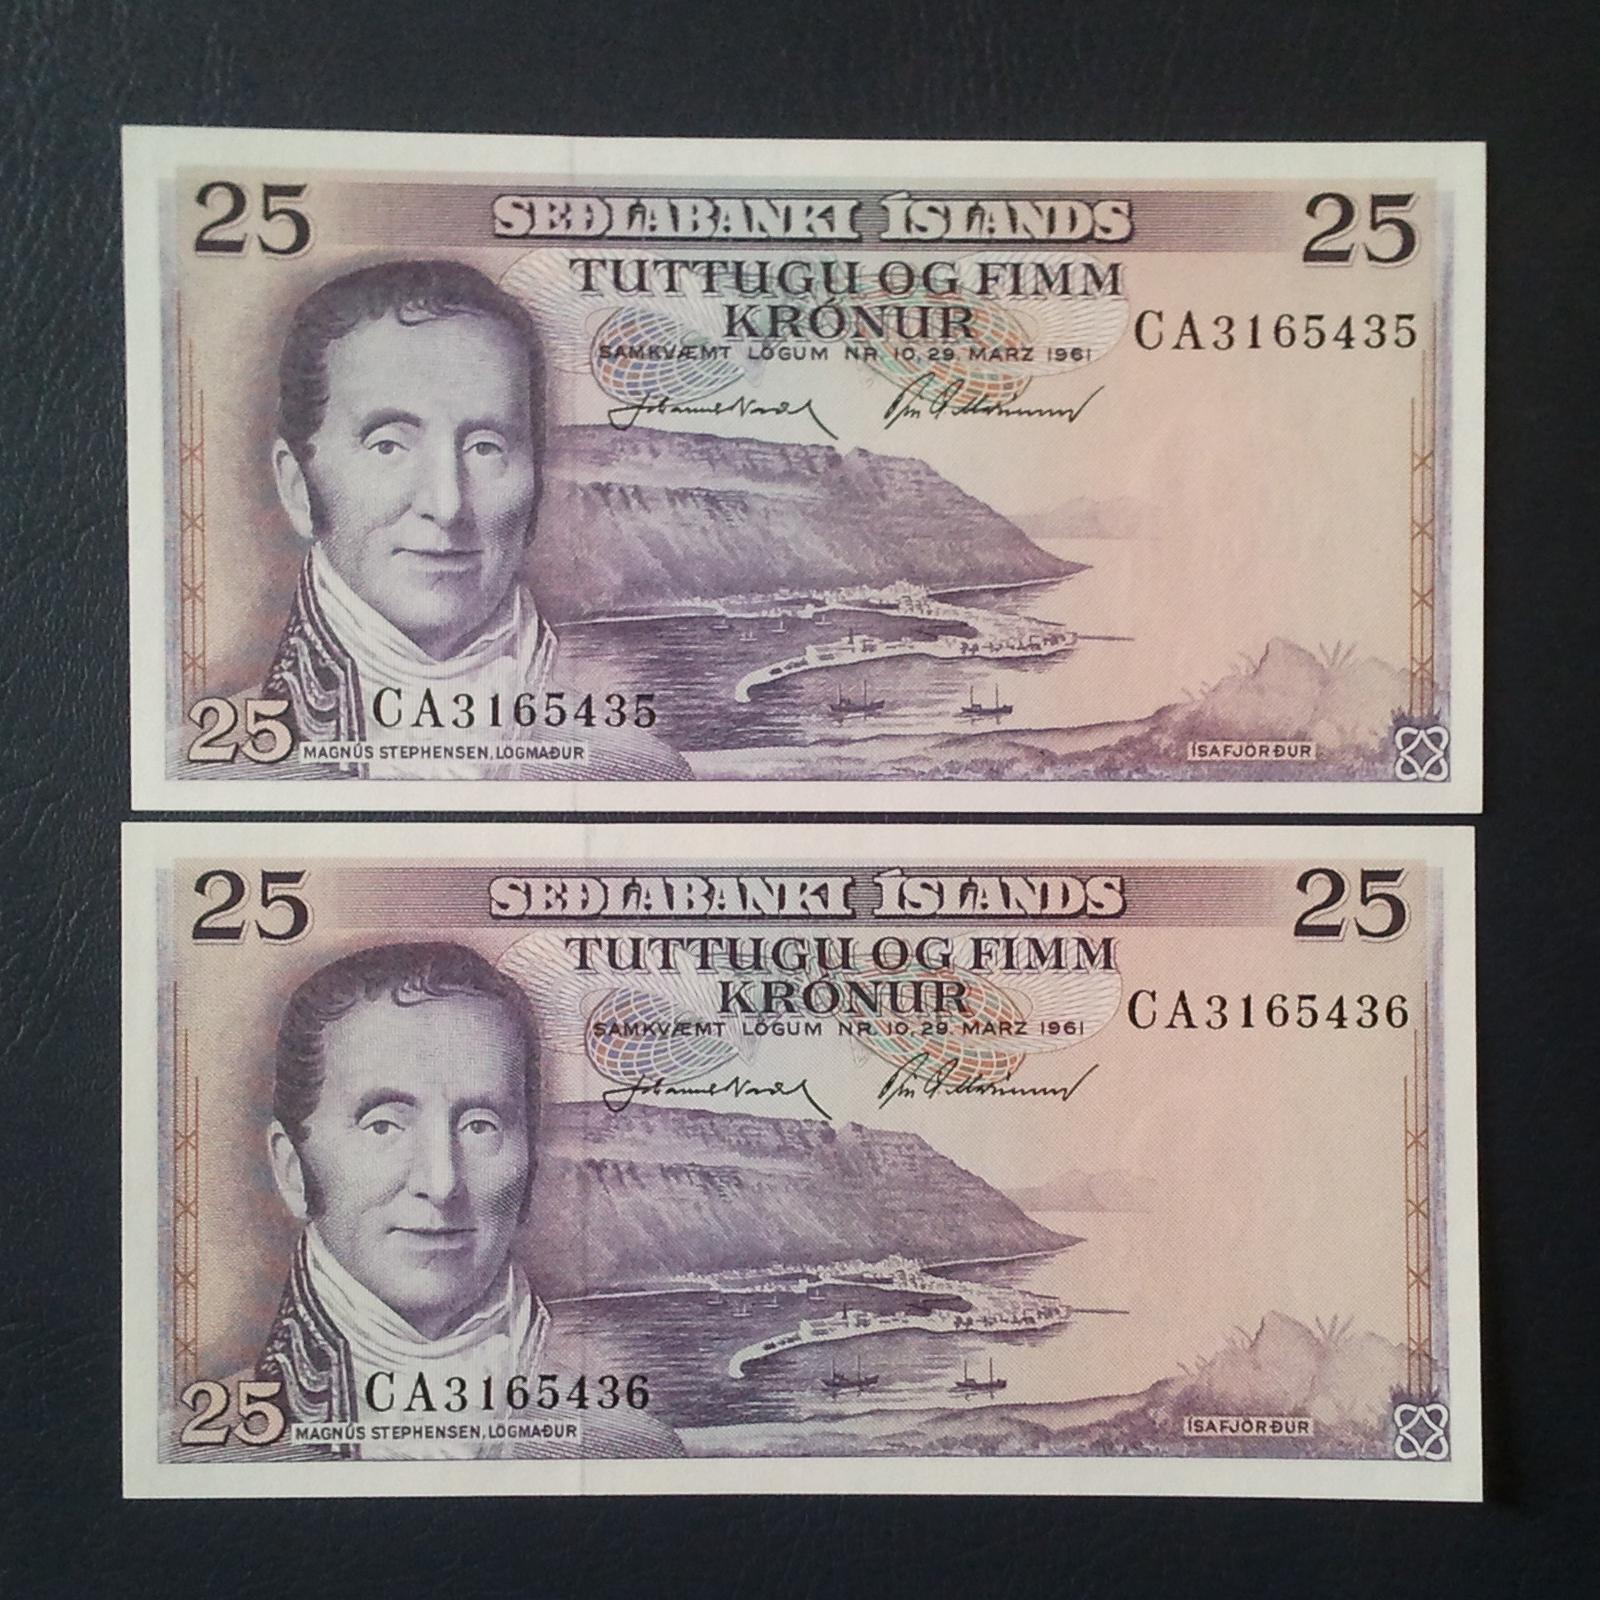 25 SEÐLABANKI ÍSLANDS 25
TUTTUGU OG FIMM
KRÓNUR
CA3165435
SAMKVÆMT LÖGUM NR. 10, 29. MARZ 1961
CA3165435
25 MAGNÚS STEPHENSEN, LÖGMAÐUR
ÍSAFJÖRÐUR
25 SEÐLABANKI ÍSLANDS 25
TUTTUGU OG FIMM
KRÓNUR
CA3165436
SAMKVÆMT LÖGUM NR. 10, 29. MARZ 1961
CA3165436
25 MAGNÚS STEPHENSEN, LÖGMAÐUR
ÍSAFJÖRÐUR